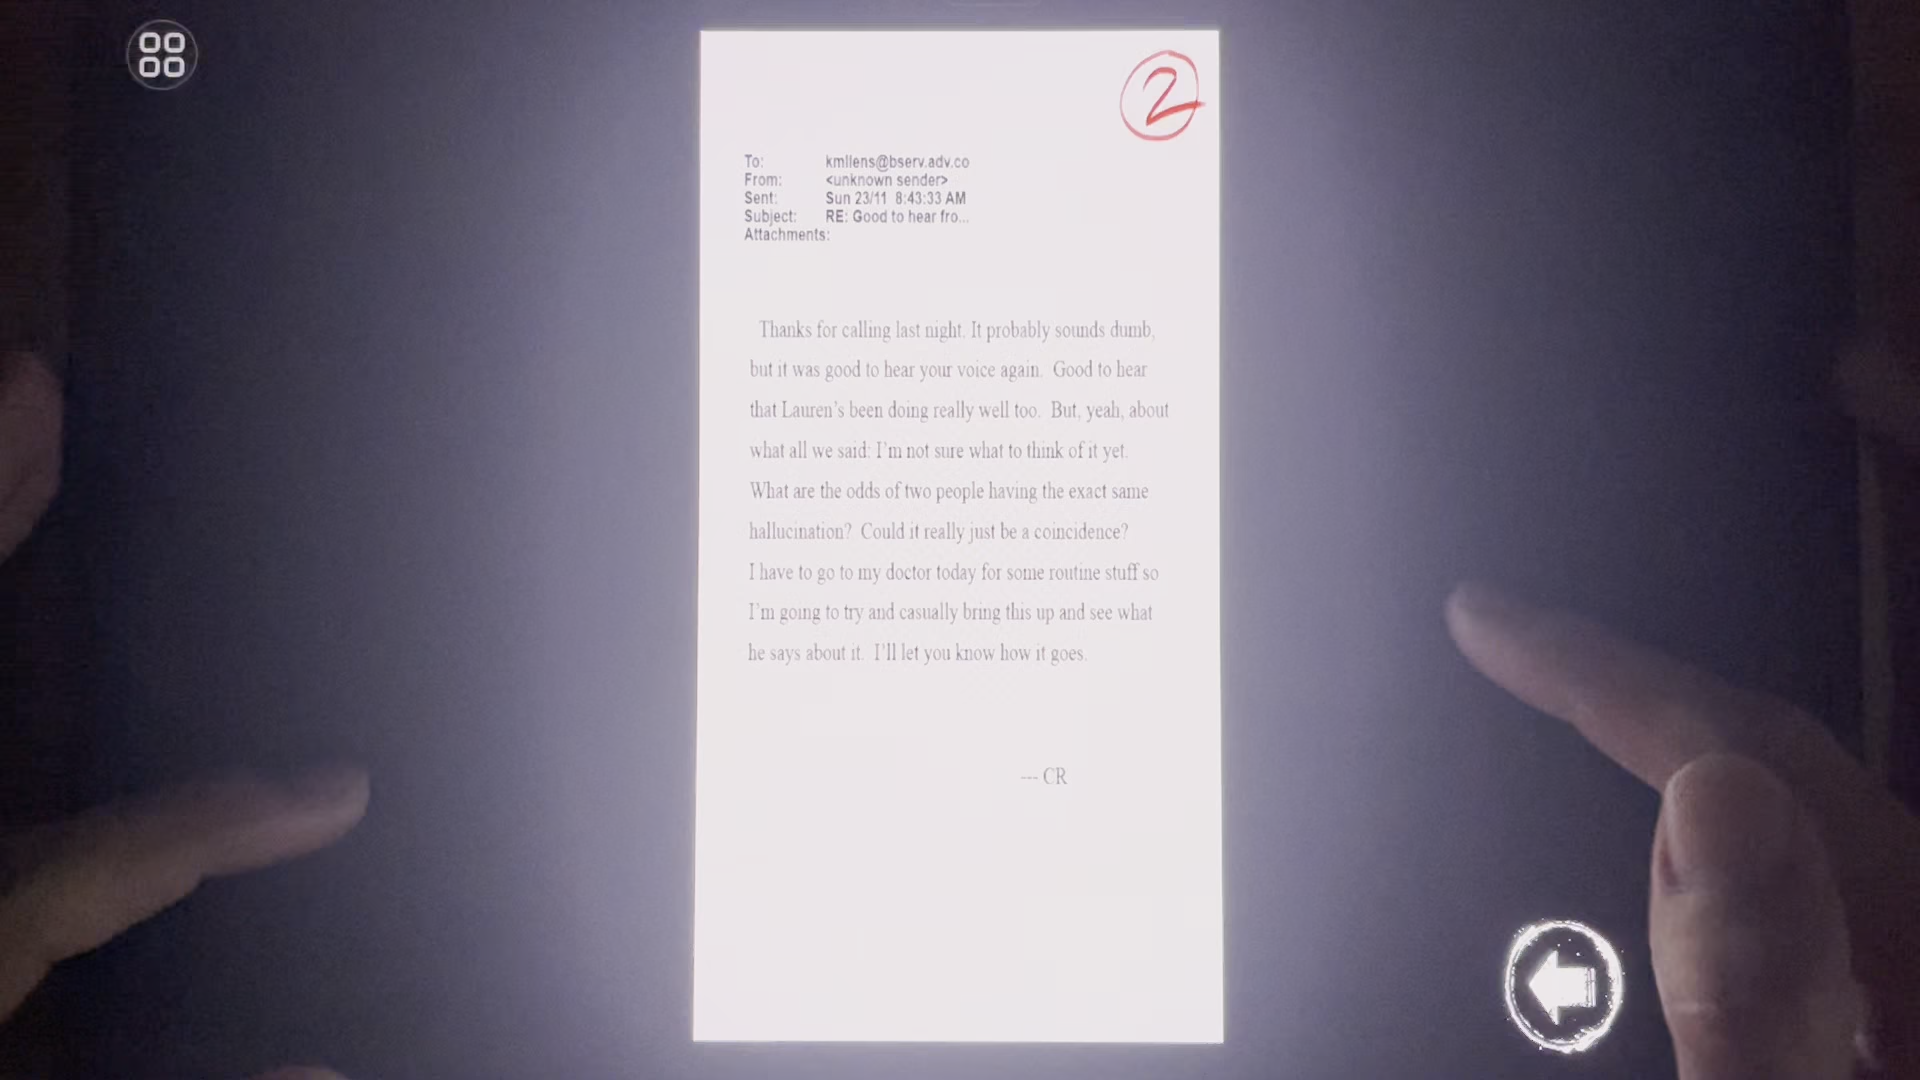 2
To: kmllens@bserv.adv.co
From: <unknown sender>
Sent: Sun 23/11 8:43:33 AM
Subject: RE: Good to hear fro...
Attachments:
Thanks for calling last night. It probably sounds dumb,
but it was good to hear your voice again. Good to hear
that Lauren's been doing really well too. But, yeah, about
what all we said: I'm not sure what to think of it yet.
What are the odds of two people having the exact same
hallucination? Could it really just be a coincidence?
I have to go to my doctor today for some routine stuff so
I'm going to try and casually bring this up and see what
he says about it. I'll let you know how it goes.
--- CR